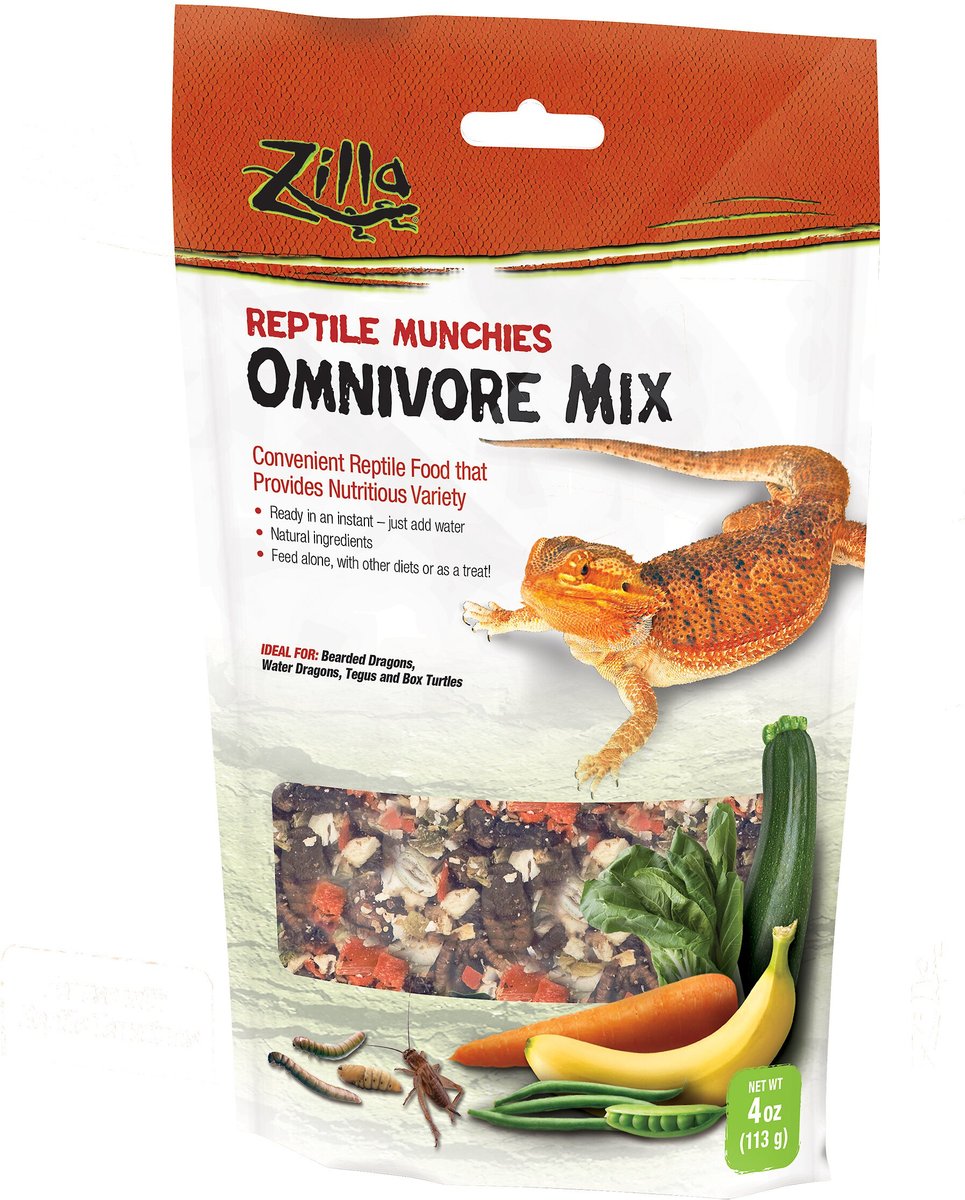 Zilla
REPTILE MUNCHIES
OMNIVORE MIX
Convenient Reptile Food that
Provides Nutritious Variety
• Ready in an instant – just add water
• Natural ingredients
• Feed alone, with other diets or as a treat!
IDEAL FOR: Bearded Dragons,
Water Dragons, Tegus and Box Turtles
NET WT
4 oz
(113 g)